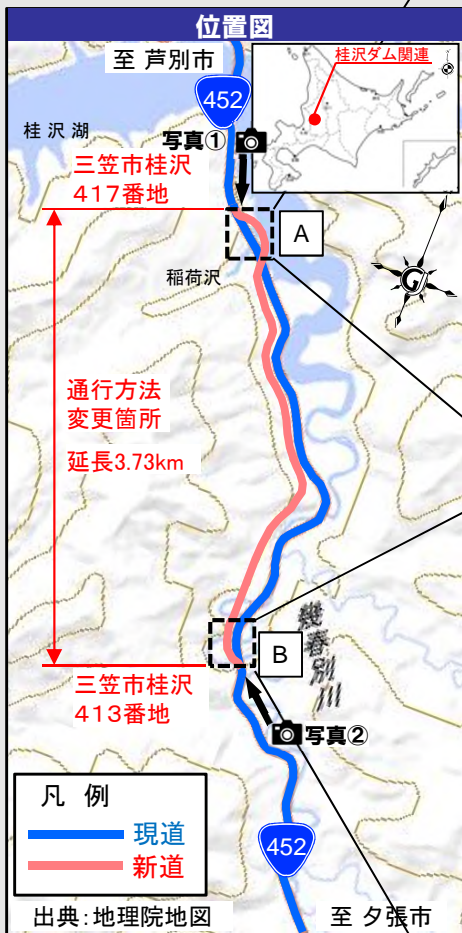 位置図
至 芦別市
桂沢ダム関連
452
桂沢湖
写真①
三笠市桂沢
417番地
A
稲荷沢
通行方法
変更箇所
延長3.73km
幾春別川
B
三笠市桂沢
413番地
写真②
凡 例
現道
新道
452
出典:地理院地図
至 夕張市